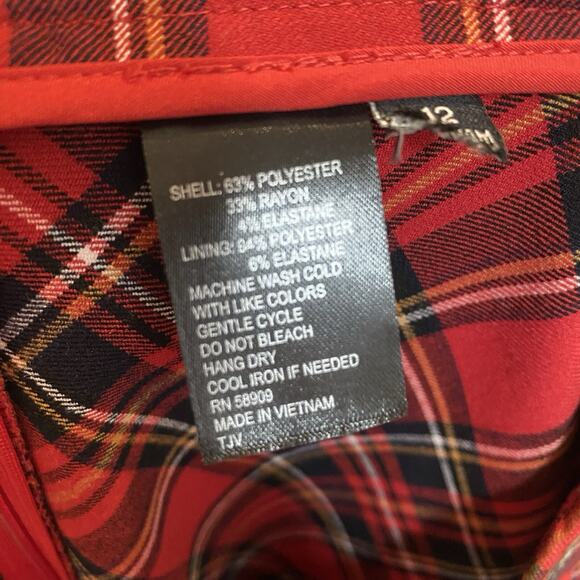 12
SHELL: 63% POLYESTER
33% RAYON
4% ELASTANE
LINING: 94% POLYESTER
6% ELASTANE
MACHINE WASH COLD
WITH LIKE COLORS
GENTLE CYCLE
DO NOT BLEACH
HANG DRY
COOL IRON IF NEEDED
RN 58909
MADE IN VIETNAM
TJV